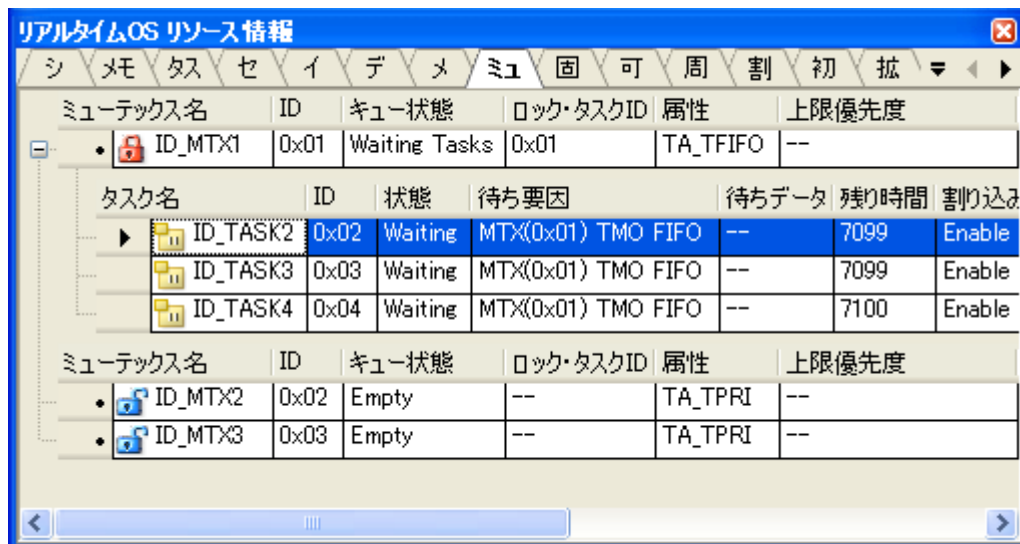 リアルタイムOS リソース情報
シ メモ タス セ イ デ メ ミュ 固 可 周 割 初 拡
ミューテックス名 ID キュー状態 ロック・タスクID 属性 上限優先度
ID_MTX1 0x01 Waiting Tasks 0x01 TA_TFIFO --
タスク名 ID 状態 待ち要因 待ちデータ 残り時間 割り込み
ID_TASK2 0x02 Waiting MTX(0x01) TMO FIFO -- 7099 Enable
ID_TASK3 0x03 Waiting MTX(0x01) TMO FIFO -- 7099 Enable
ID_TASK4 0x04 Waiting MTX(0x01) TMO FIFO -- 7100 Enable
ミューテックス名 ID キュー状態 ロック・タスクID 属性 上限優先度
ID_MTX2 0x02 Empty -- TA_TPRI --
ID_MTX3 0x03 Empty -- TA_TPRI --